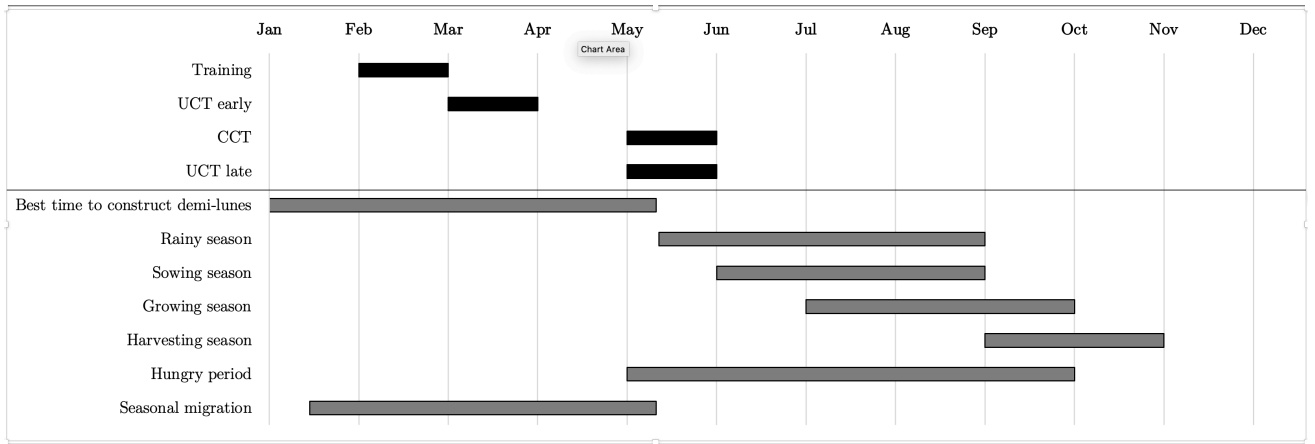 Jan Feb Mar Apr May Jun Jul Aug Sep Oct Nov Dec
Chart Area
Training
UCT early
CCT
UCT late
Best time to construct demi-lunes
Rainy season
Sowing season
Growing season
Harvesting season
Hungry period
Seasonal migration